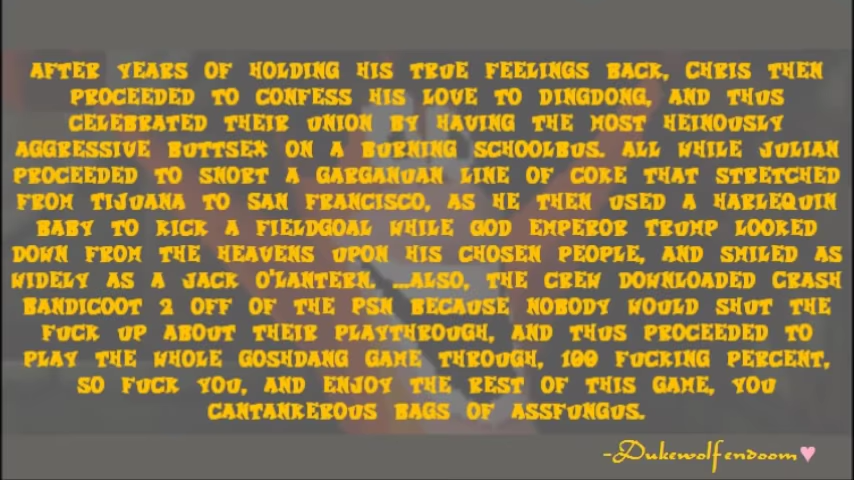 AFTER YEARS OF HOLDING HIS TRUE FEELINGS BACK, CHRIS THEN
PROCEEDED TO CONFESS HIS LOVE TO DINGDONG, AND THUS
CELEBRATED THEIR UNION BY HAVING THE MOST HEINOUSLY
AGGRESSIVE BUTTSEX ON A BURNING SCHOOLBUS. ALL WHILE JULIAN
PROCEEDED TO SNORT A GARGANUAN LINE OF COKE THAT STRETCHED
FROM TIJUANA TO SAN FRANCISCO, AS HE THEN USED A HARLEQUIN
BABY TO KICK A FIELDGOAL WHILE GOD EMPEROR TRUMP LOOKED
DOWN FROM THE HEAVENS UPON HIS CHOSEN PEOPLE, AND SMILED AS
WIDELY AS A JACK O'LANTERN. ...ALSO, THE CREW DOWNLOADED CRASH
BANDICOOT 2 OFF OF THE PSN BECAUSE NOBODY WOULD SHUT THE
FUCK UP ABOUT THEIR PLAYTHROUGH, AND THUS PROCEEDED TO
PLAY THE WHOLE GOSHDANG GAME THROUGH, 100 FUCKING PERCENT,
SO FUCK YOU, AND ENJOY THE REST OF THIS GAME, YOU
CANTANKEROUS BAGS OF ASSFUNGUS.
-Dukewolfendoom♥